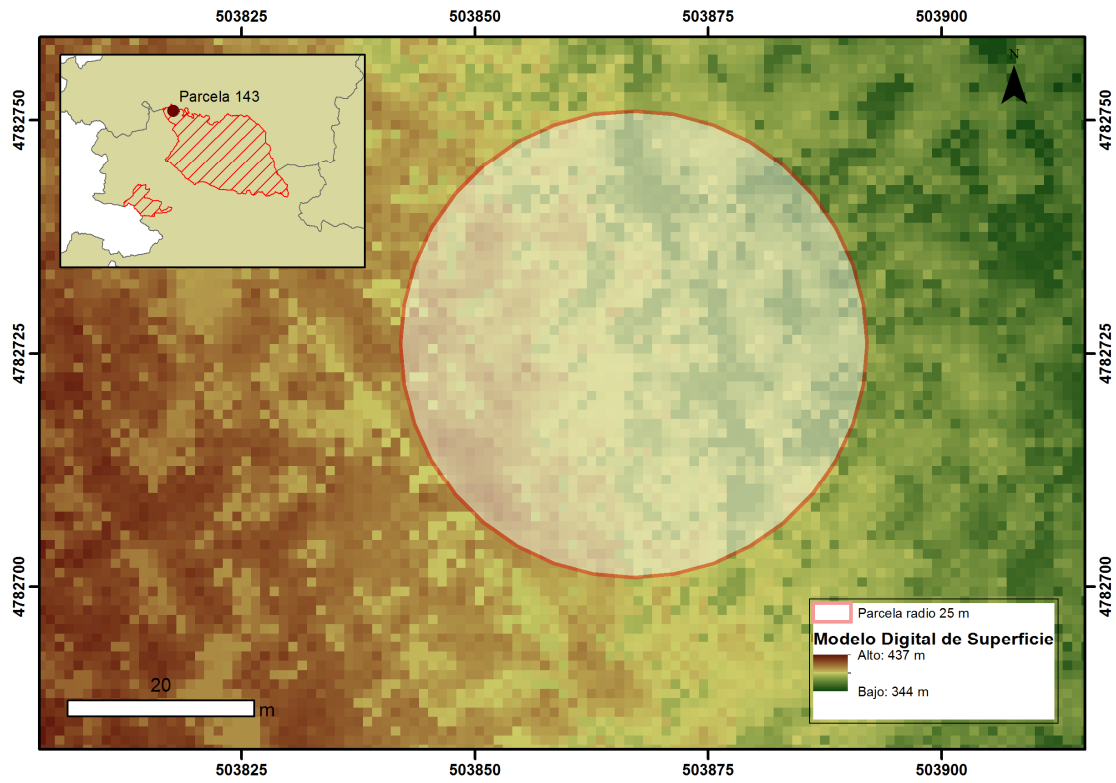 503825 503850 503875 503900
N
Parcela 143
4782750 4782750
4782725 4782725
4782700 4782700
Parcela radio 25 m
Modelo Digital de Superficie
Alto: 437 m
Bajo: 344 m
20
m
503825 503850 503875 503900